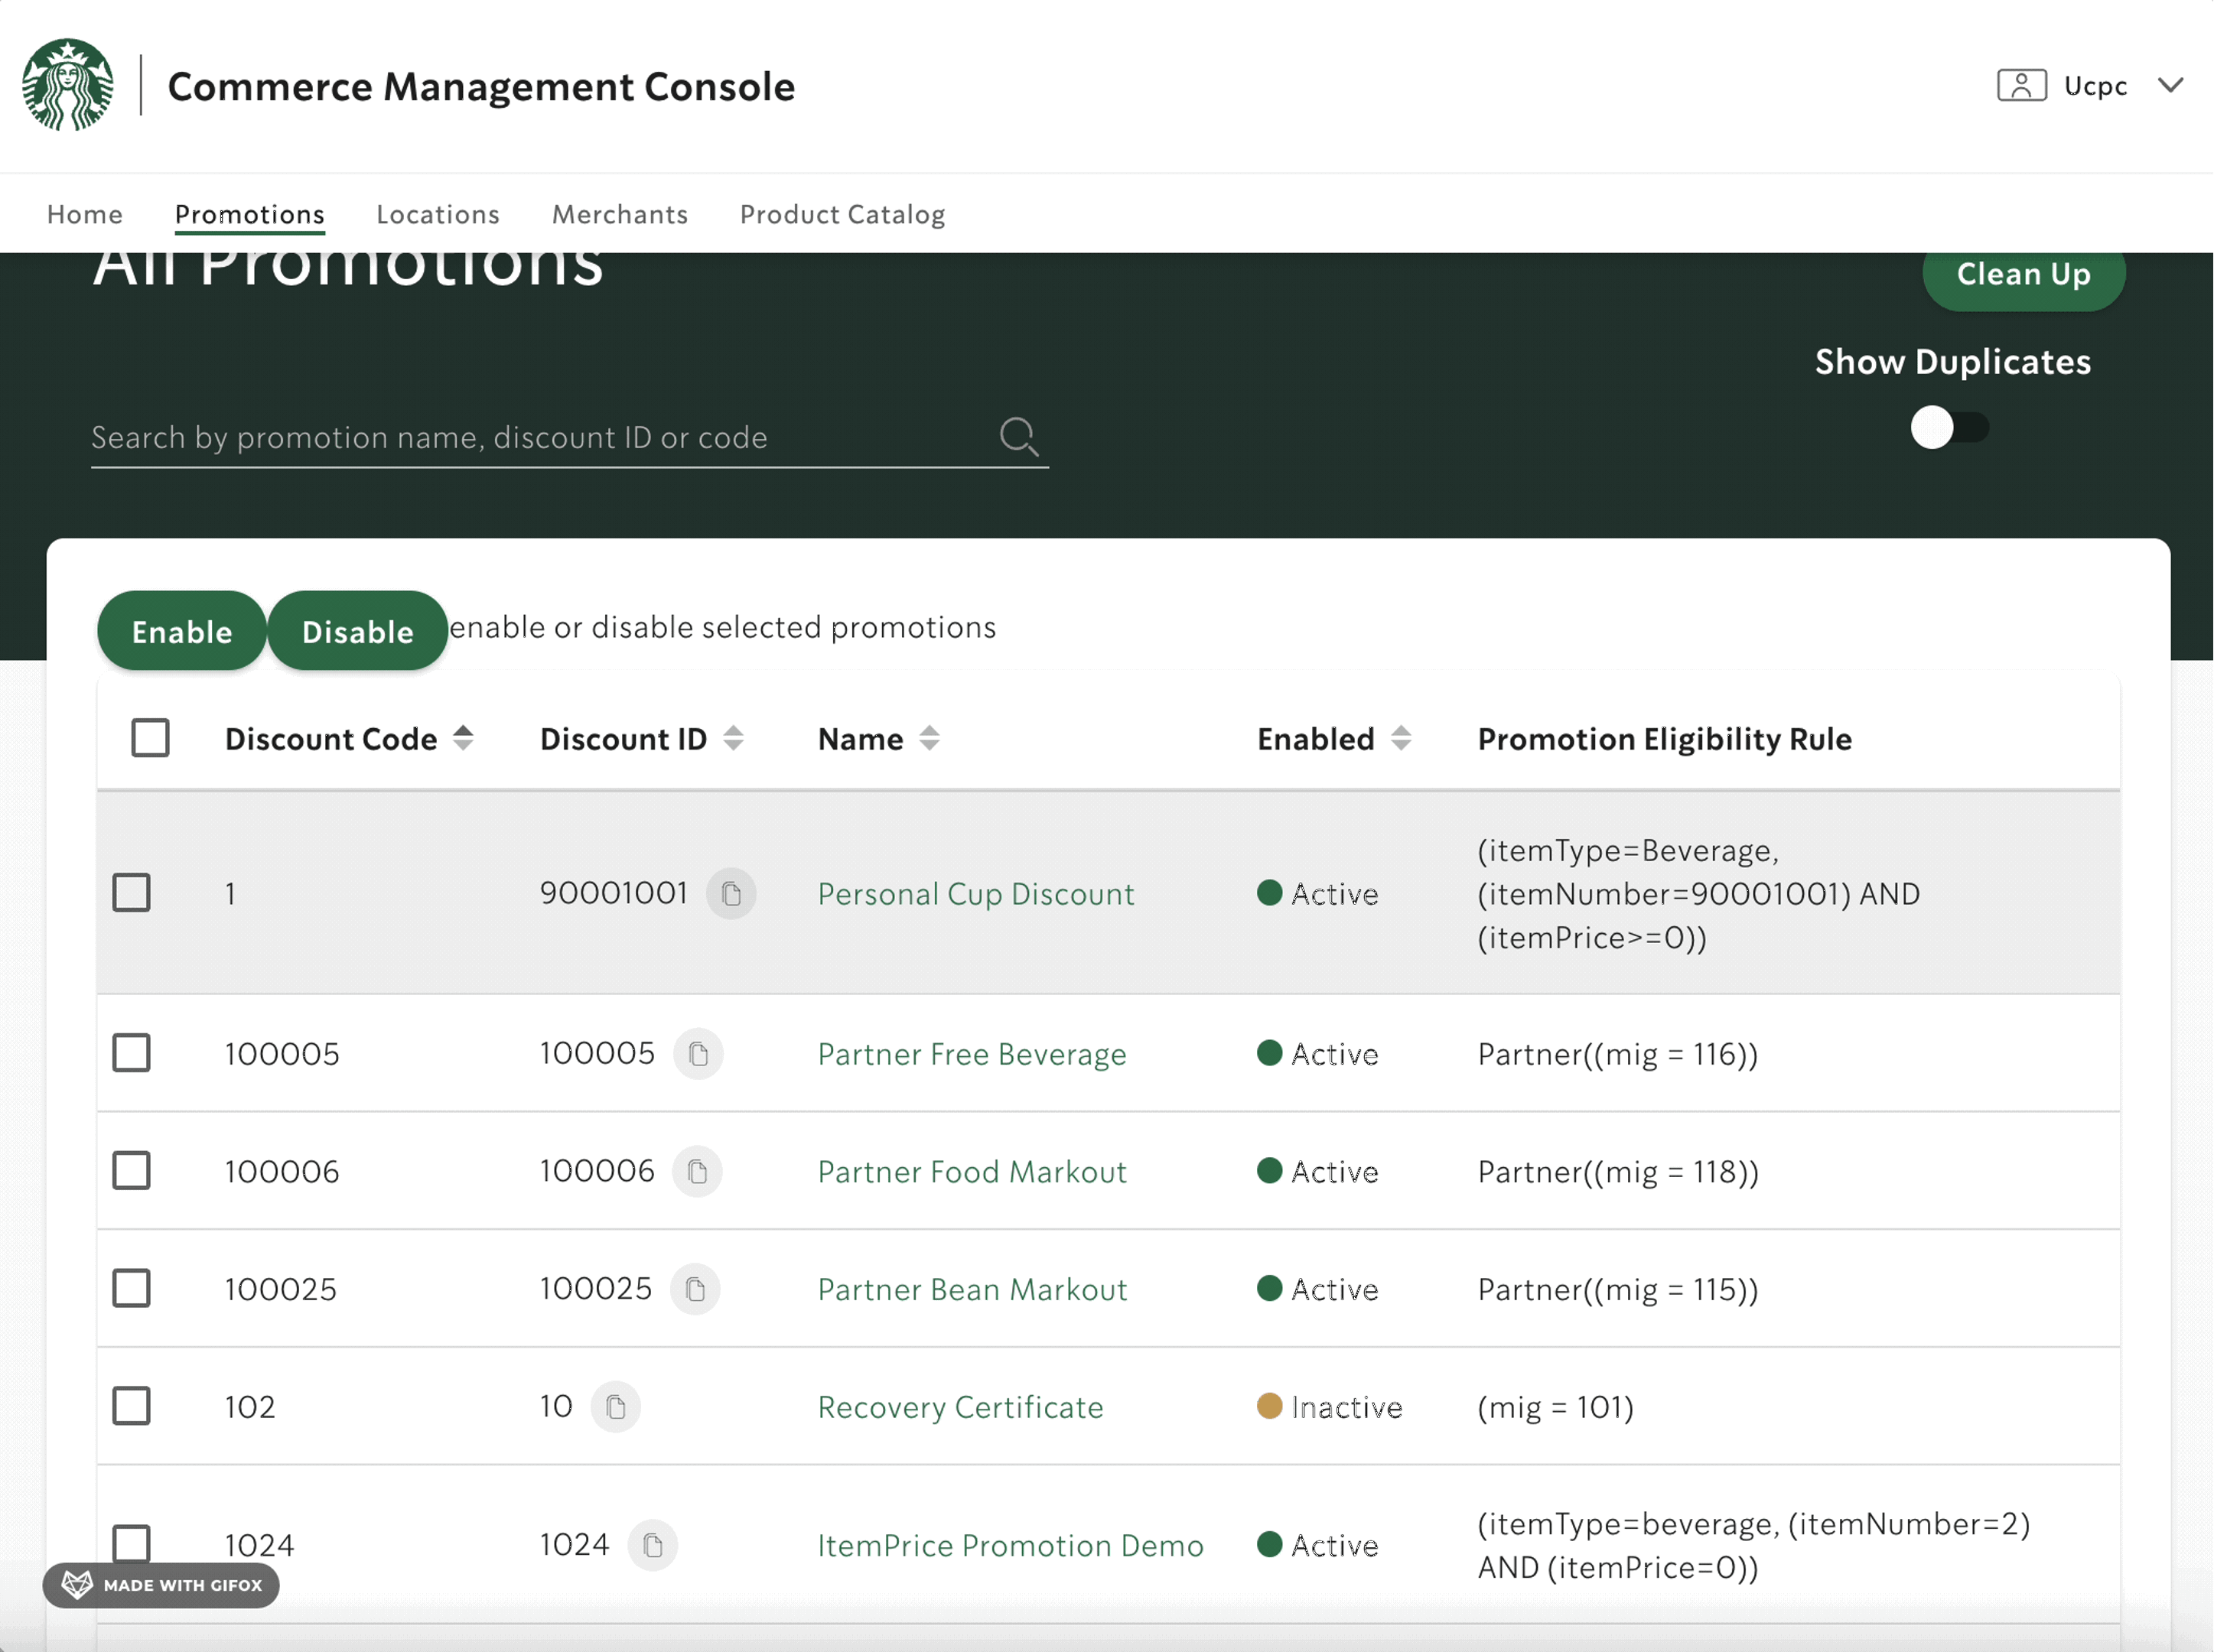 Commerce Management Console
Ucpc
Home Promotions Locations Merchants Product Catalog
All Promotions
Clean Up
Show Duplicates
Search by promotion name, discount ID or code
Enable Disable enable or disable selected promotions
Discount Code Discount ID Name Enabled Promotion Eligibility Rule
1 90001001 Personal Cup Discount Active (itemType=Beverage,
(itemNumber=90001001) AND
(itemPrice>=0))
100005 100005 Partner Free Beverage Active Partner((mig = 116))
100006 100006 Partner Food Markout Active Partner((mig = 118))
100025 100025 Partner Bean Markout Active Partner((mig = 115))
102 10 Recovery Certificate Inactive (mig = 101)
1024 1024 ItemPrice Promotion Demo Active (itemType=beverage, (itemNumber=2)
AND (itemPrice=0))
MADE WITH GIFOX